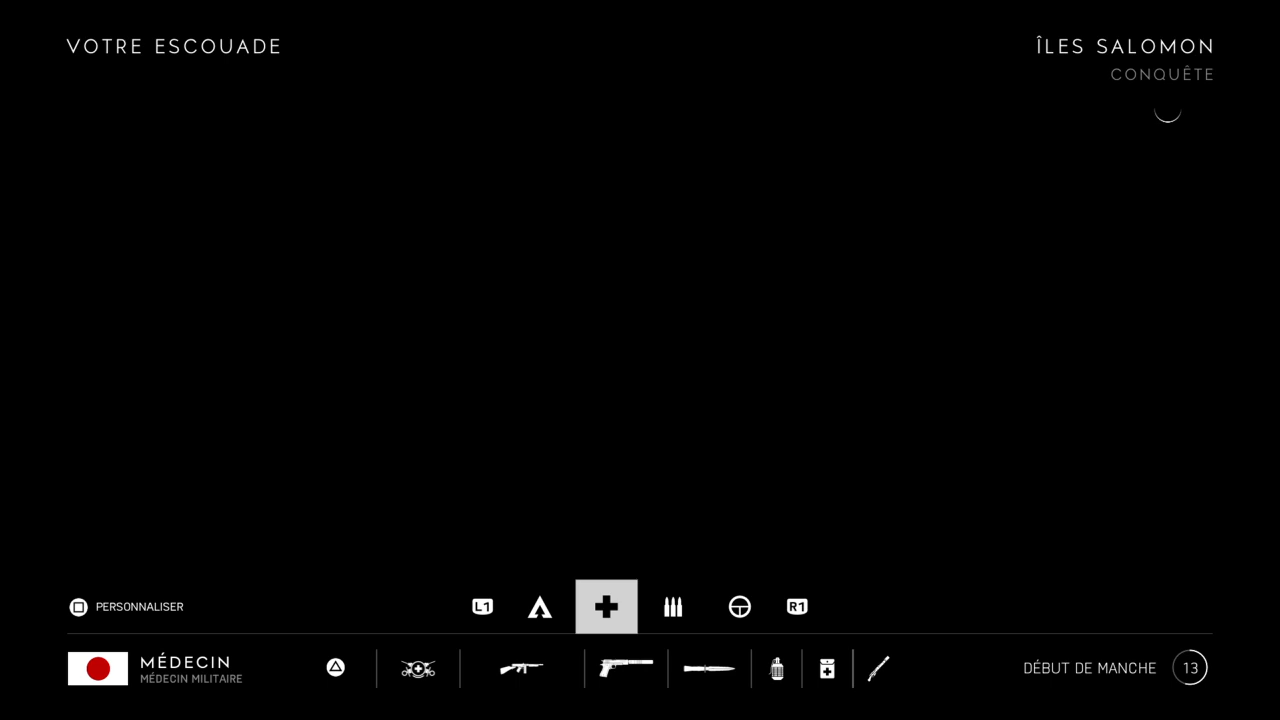 VOTRE ESCOUADE
ÎLES SALOMON
CONQUÊTE
PERSONNALISER
L1
R1
MÉDECIN
MÉDECIN MILITAIRE
DÉBUT DE MANCHE 13